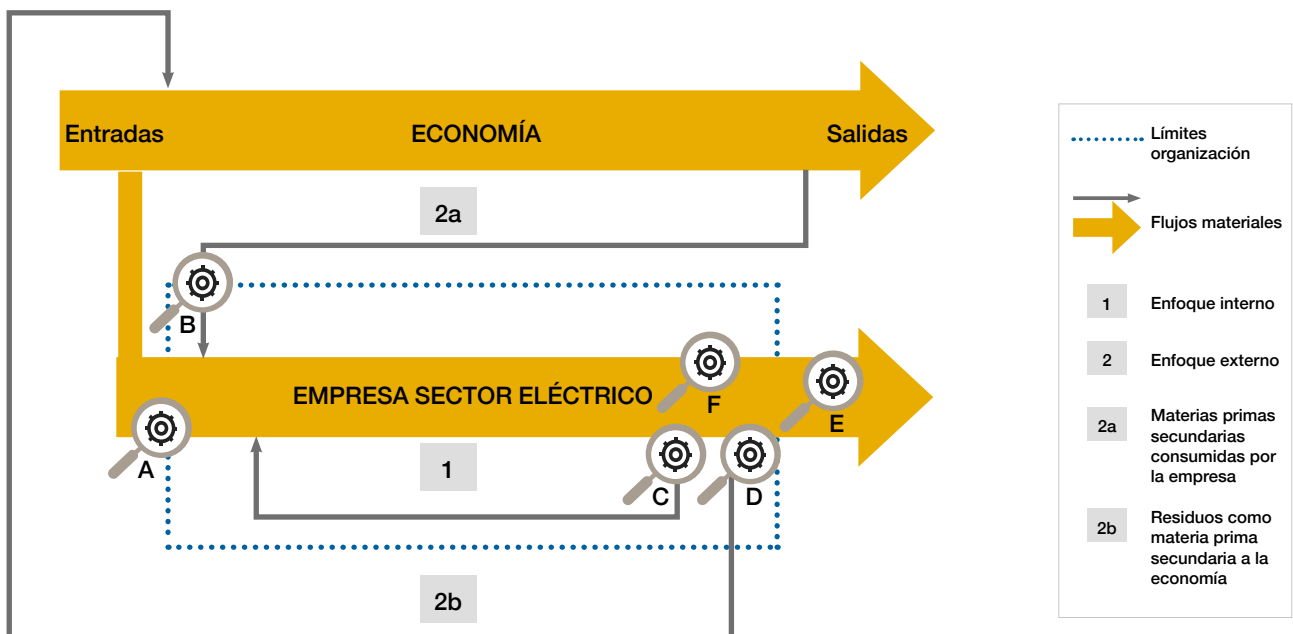 Entradas
ECONOMÍA
Salidas
2a
B
EMPRESA SECTOR ELÉCTRICO
F
E
A
1
C
D
2b
Límites
organización
Flujos materiales
1
Enfoque interno
2
Enfoque externo
2a
Materias primas
secundarias
consumidas por
la empresa
2b
Residuos como
materia prima
secundaria a la
economía